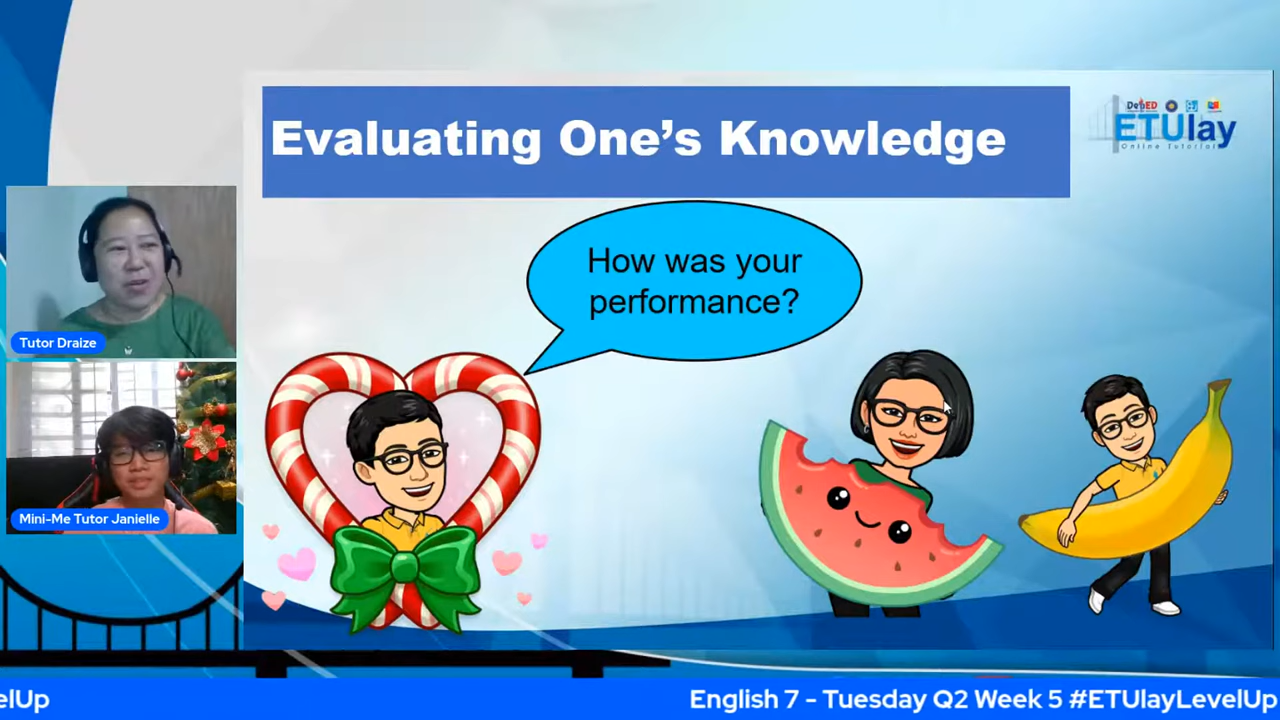 Evaluating One's Knowledge
DepED
ETUlay
Online Tutorial
How was your
performance?
Tutor Draize
Mini-Me Tutor Janielle
elUp
English 7 - Tuesday Q2 Week 5 #ETUlayLevelUp